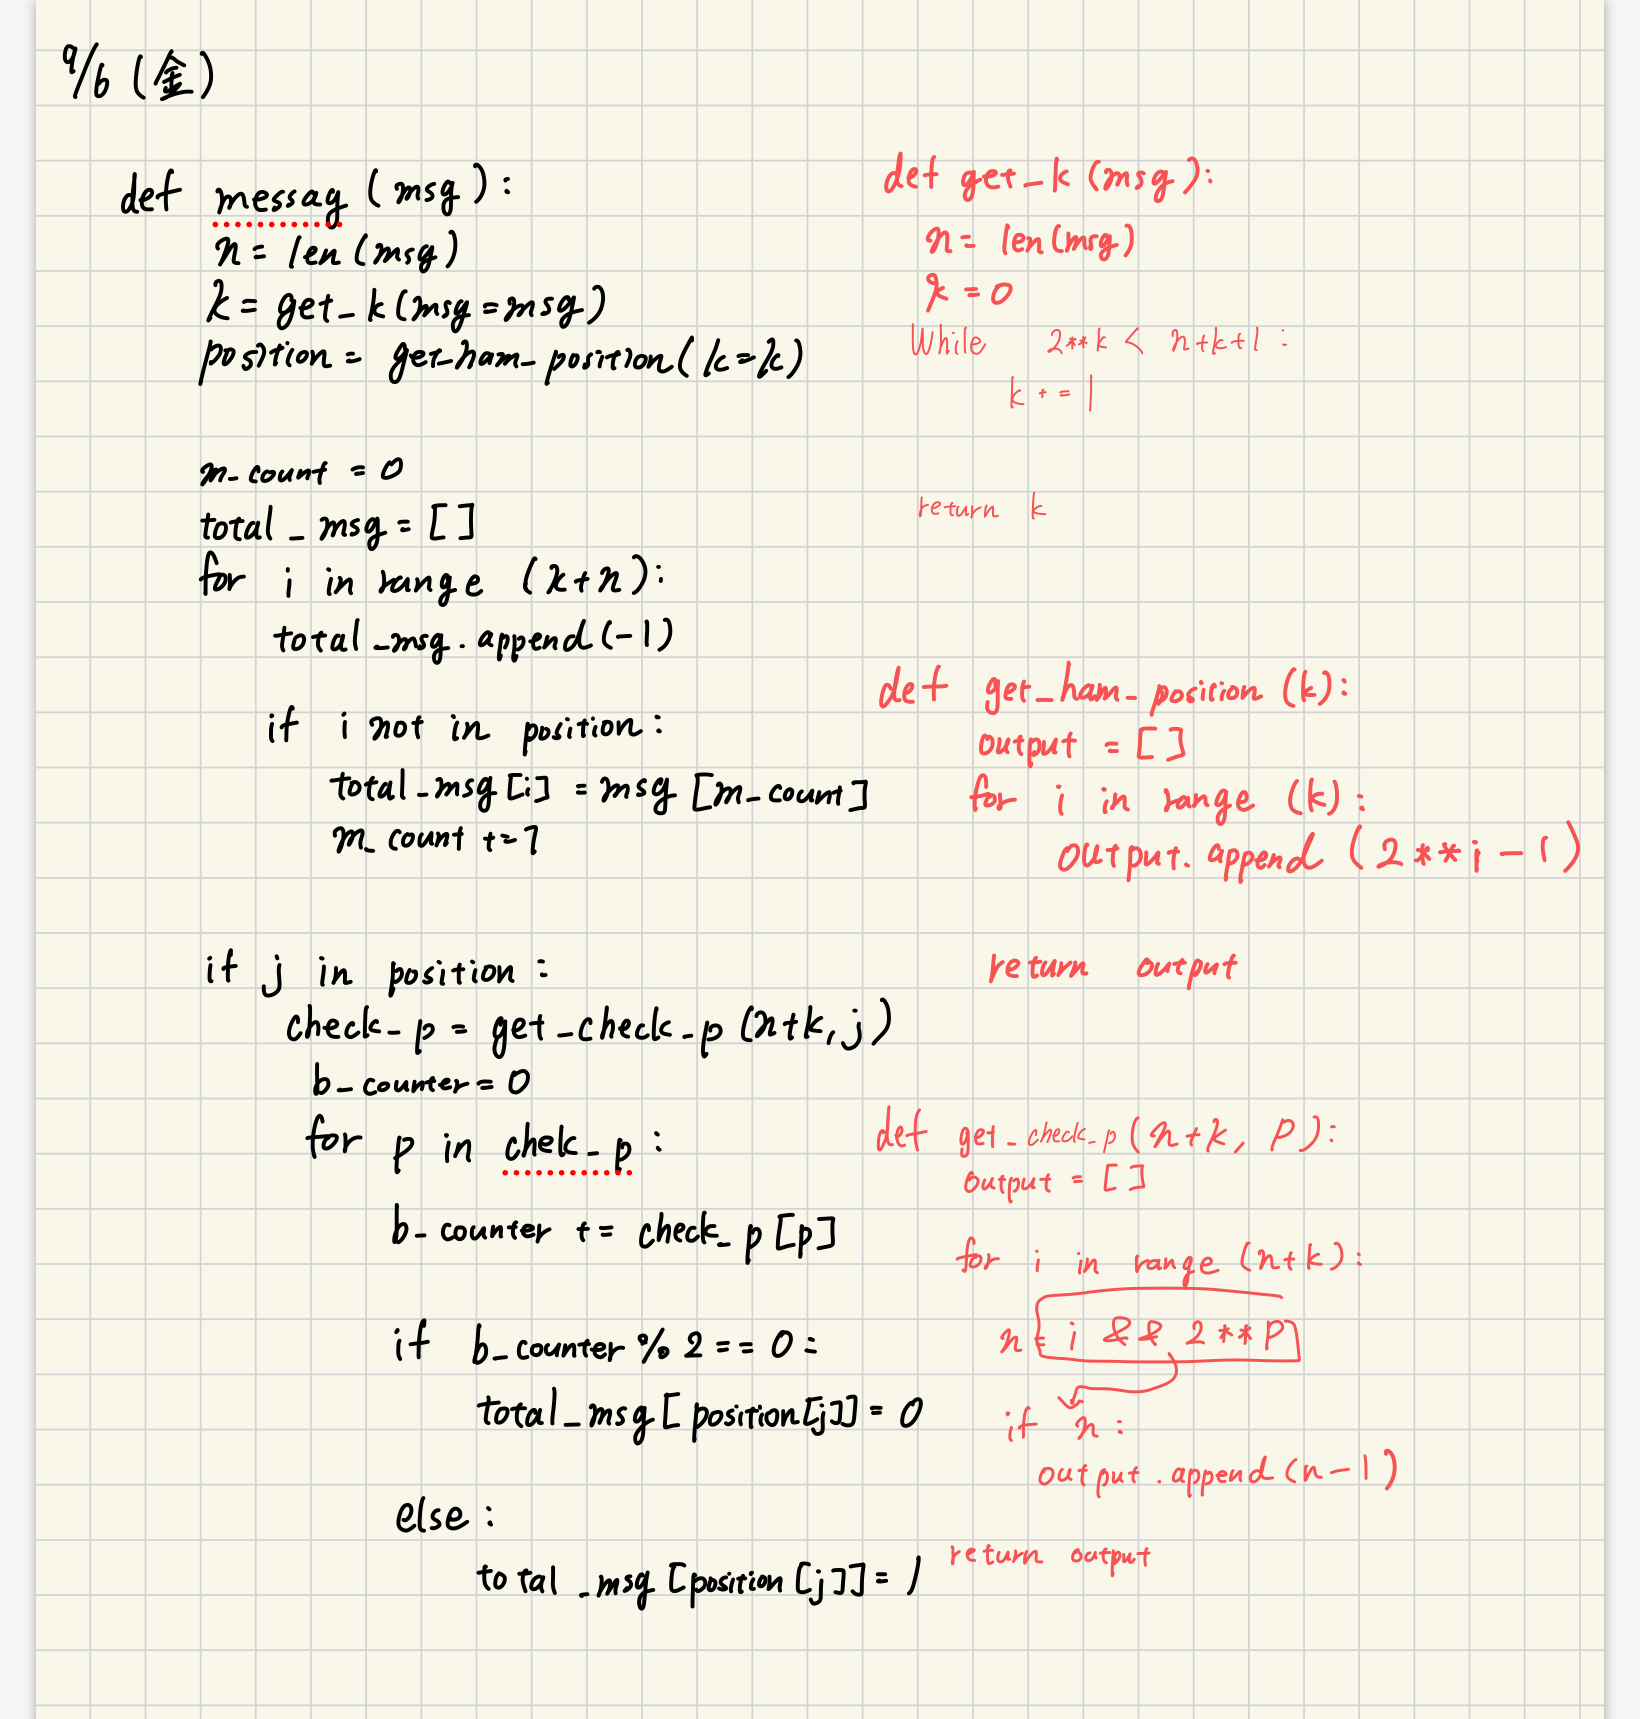 9/6 (金)
def messag (msg):
n = len (msg)
k = get_k (msg = msg)
position = get_ham_position (k = k)
m_count = 0
total_msg = []
for i in range (k+n):
total_msg.append(-1)
if i not in position:
total_msg[i] = msg [m_count]
m_count += 1
if j in position:
check_p = get_check_p (n+k, j)
b_counter = 0
for p in chelc_p :
b_counter += check_p [p]
if b_counter % 2 == 0 :
total_msg [position[j]] = 0
else :
total_msg [position [j]] = 1
def get_k (msg):
n = len(msg)
k = 0
While 2**k < n+k+1 :
k += 1
return k
def get_ham_position (k):
output = []
for i in range (k) :
output.append (2**i-1)
return output
def get_check_p (n+k, p):
output = []
for i in range (n+k):
n = i && 2**p
if n :
output.append (n-1)
return output